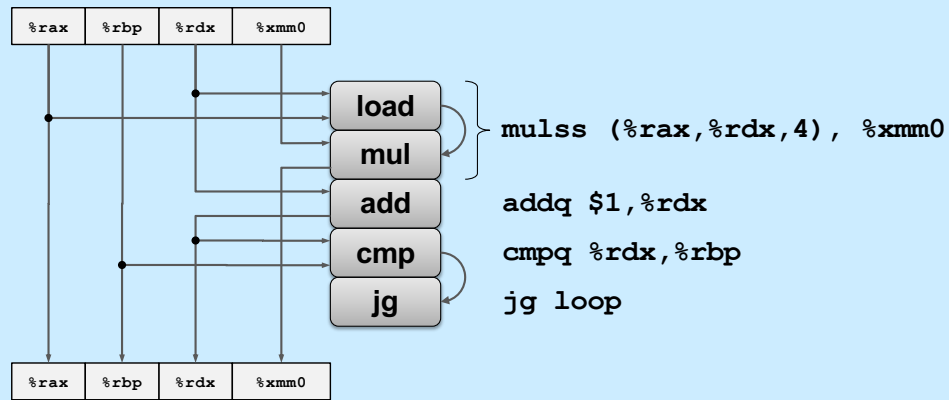 %rax %rbp %rdx %xmm0
load
mulss (%rax,%rdx,4), %xmm0
mul
add addq $1,%rdx
cmp cmpq %rdx,%rbp
jg jg loop
%rax %rbp %rdx %xmm0